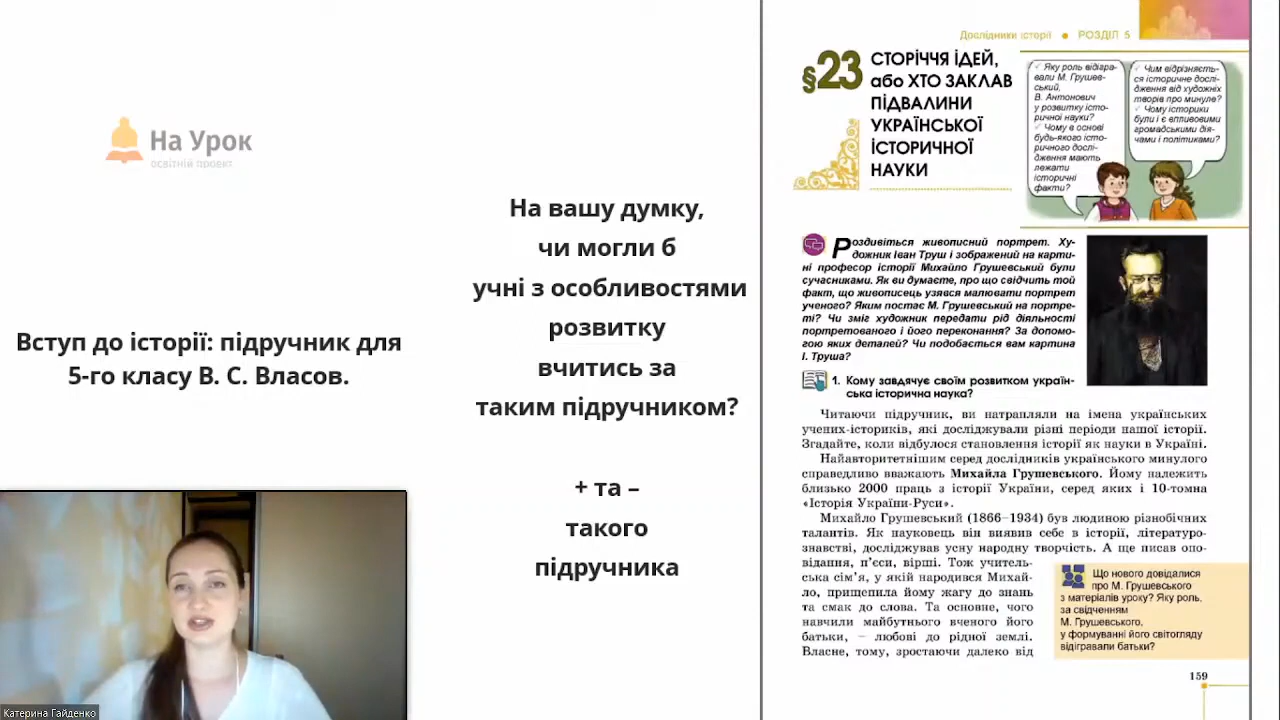 На Урок
освітній проект
Вступ до історії: підручник для
5-го класу В. С. Власов.
На вашу думку,
чи могли б
учні з особливостями
розвитку
вчитись за
таким підручником?
+ та –
такого
підручника
Дослідники історії ● РОЗДІЛ 5
§23
СТОРІЧЧЯ ІДЕЙ,
або ХТО ЗАКЛАВ
ПІДВАЛИНИ
УКРАЇНСЬКОЇ
ІСТОРИЧНОЇ
НАУКИ
✓ Яку роль відігра-
вали М. Грушев-
ський,
В. Антонович
у розвитку істо-
ричної науки?
✓ Чому в основі
будь-якого істо-
ричного дослі-
дження мають
лежати
історичні
факти?
✓ Чим відрізняєть-
ся історичне дослі-
дження від художніх
творів про минуле?
✓ Чому історики
були і є впливовими
громадськими дія-
чами і політиками?
Роздивіться живописний портрет. Ху-
дожник Іван Труш і зображений на карти-
ні професор історії Михайло Грушевський були
сучасниками. Як ви думаєте, про що свідчить той
факт, що живописець узявся малювати портрет
ученого? Яким постає М. Грушевський на портре-
ті? Чи зміг художник передати рід діяльності
портретованого і його переконання? За допомо-
гою яких деталей? Чи подобається вам картина
І. Труша?
1. Кому завдячує своїм розвитком україн-
ська історична наука?
Читаючи підручник, ви натрапляли на імена українських
учених-істориків, які досліджували різні періоди нашої історії.
Згадайте, коли відбулося становлення історії як науки в Україні.
Найавторитетнішим серед дослідників українського минулого
справедливо вважають Михайла Грушевського. Йому належить
близько 2000 праць з історії України, серед яких і 10-томна
«Історія України-Руси».
Михайло Грушевський (1866–1934) був людиною різнобічних
талантів. Як науковець він виявив себе в історії, літературо-
знавстві, досліджував усну народну творчість. А ще писав опо-
відання, п’єси, вірші. Тож учитель-
ська сім’я, у якій народився Михай-
ло, прищепила йому жагу до знань
та смак до слова. Та основне, чого
навчили майбутнього вченого його
батьки, – любові до рідної землі.
Власне, тому, зростаючи далеко від
Що нового довідалися
про М. Грушевського
з матеріалів уроку? Яку роль,
за свідченням
М. Грушевського,
у формуванні його світогляду
відігравали батьки?
159
Катерина Гайденко